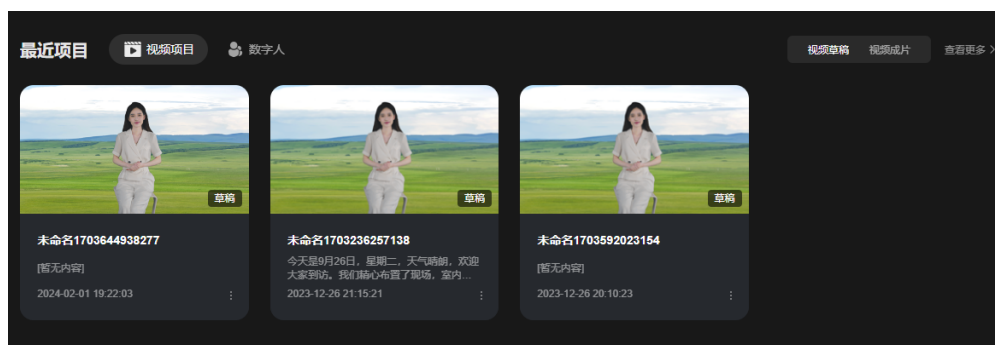 最近项目
视频项目
数字人
视频草稿
视频成片
查看更多
草稿
草稿
草稿
未命名1703644938277
[暂无内容]
2024-02-01 19:22:03
未命名1703236257138
今天是9月26日，星期二，天气晴朗，欢迎
大家到访。我们精心布置了现场，室内...
2023-12-26 21:15:21
未命名1703592023154
[暂无内容]
2023-12-26 20:10:23